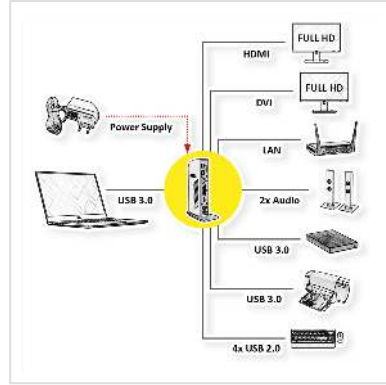 FULL HD
HDMI
FULL HD
DVI
Power Supply
LAN
USB 3.0
2x Audio
USB 3.0
USB 3.0
4x USB 2.0